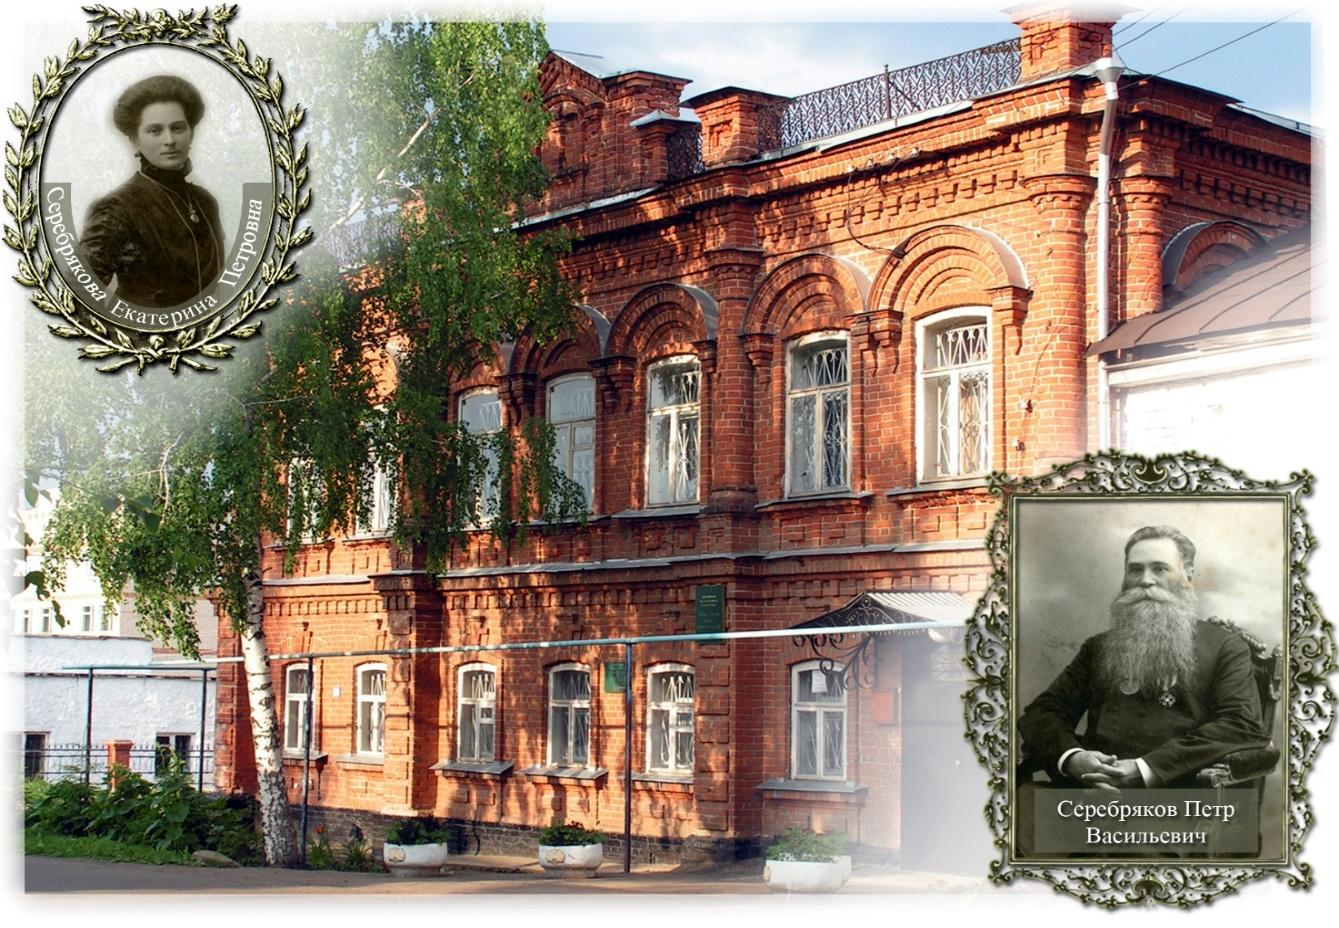 Серебрякова Екатерина Петровна
Серебряков Петр
Васильевич